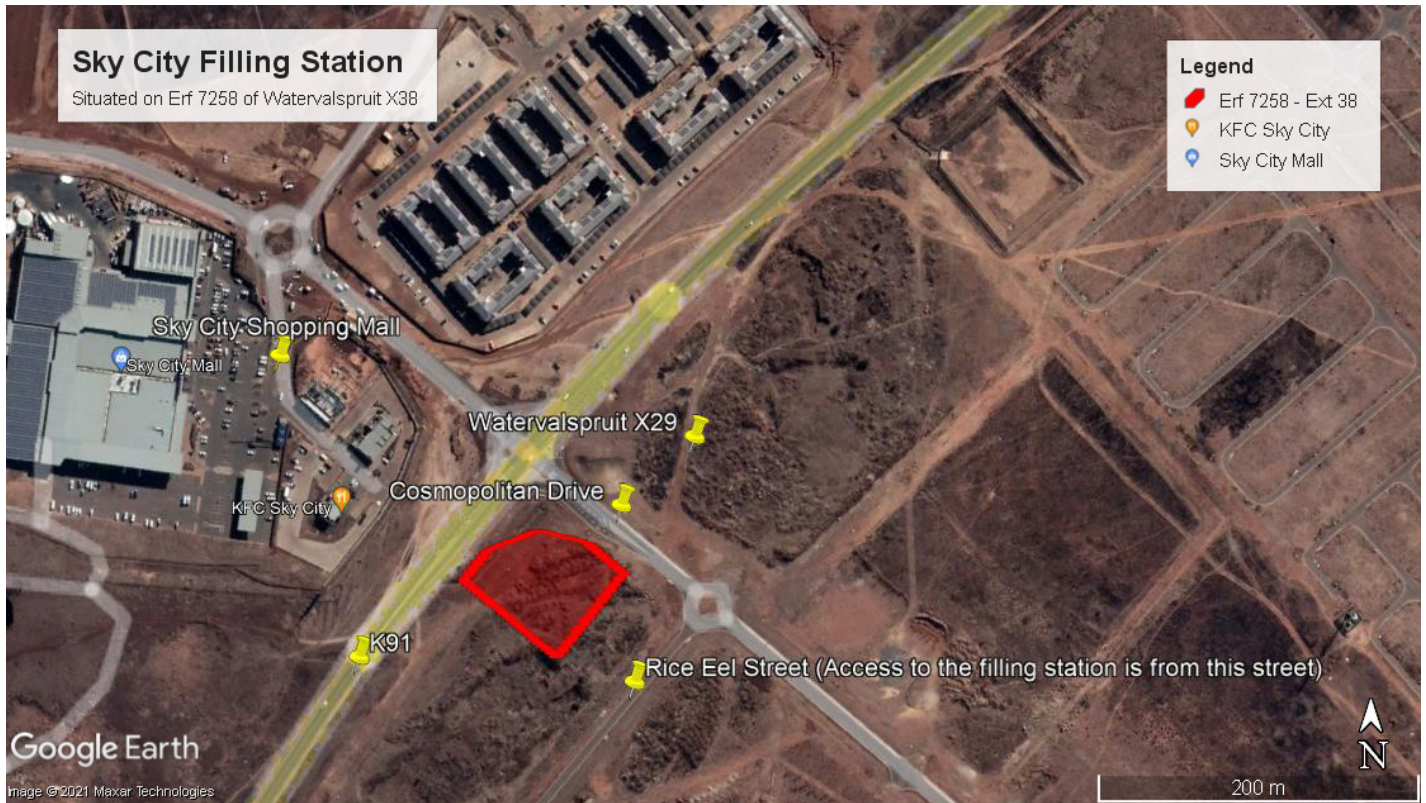 Sky City Filling Station
Situated on Erf 7258 of Watervalspruit X38
Legend
Erf 7258 - Ext 38
KFC Sky City
Sky City Mall
Sky City Shopping Mall
Sky City Mall
Watervalspruit X29
Cosmopolitan Drive
KFC Sky City
K91
Rice Eel Street (Access to the filling station is from this street)
Google Earth
Image © 2021 Maxar Technologies
N
200 m